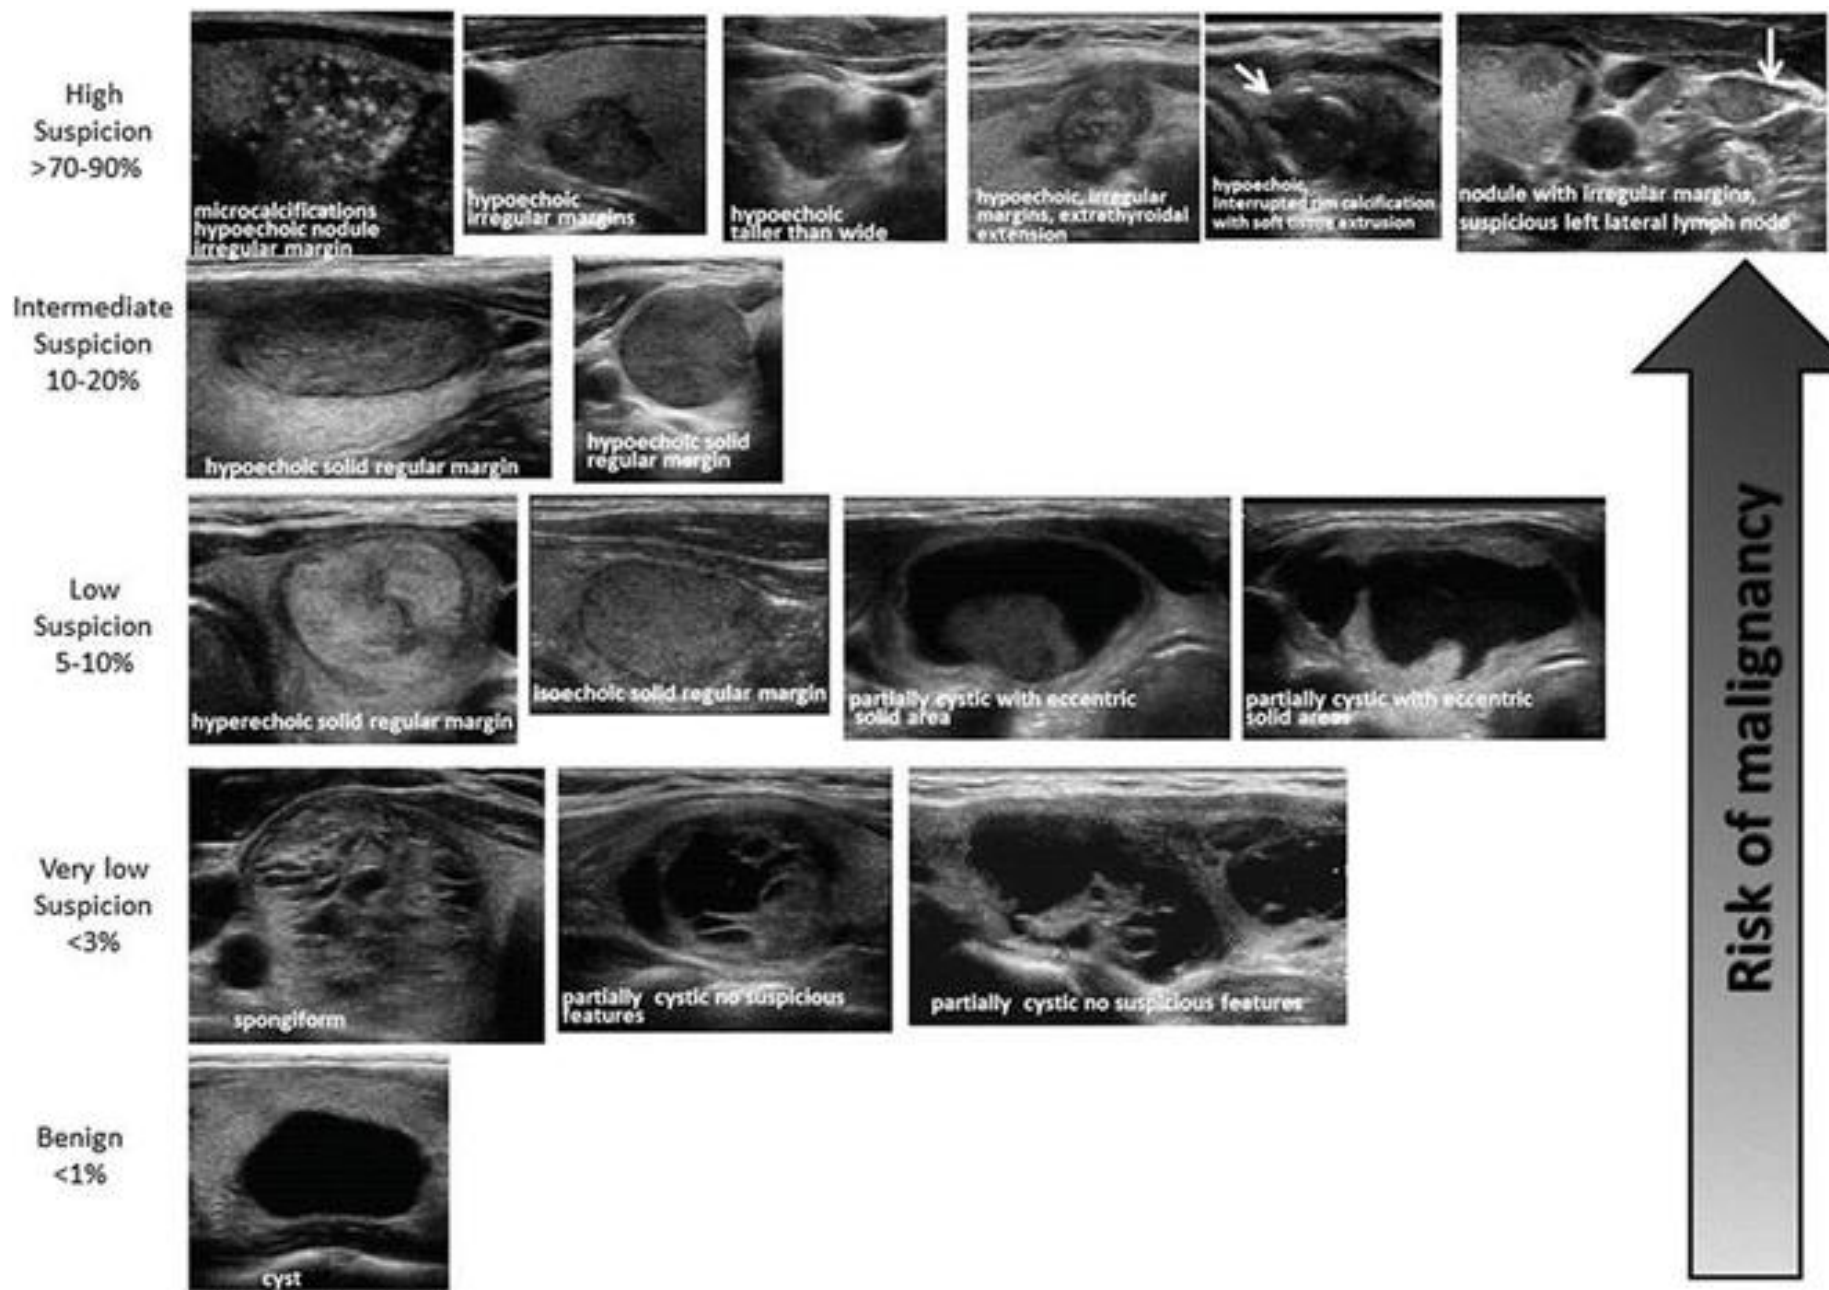 High
Suspicion
>70-90%
microcalcifications
hypoechoic nodule
irregular margin
hypoechoic
irregular margins
hypoechoic
taller than wide
hypoechoic, irregular
margins, extrathyroidal
extension
hypoechoic,
Interrupted rim calcification
with soft tissue extrusion
nodule with irregular margins,
suspicious left lateral lymph node
Intermediate
Suspicion
10-20%
hypoechoic solid regular margin
hypoechoic solid
regular margin
Low
Suspicion
5-10%
hyperechoic solid regular margin
isoechoic solid regular margin
partially cystic with eccentric
solid area
partially cystic with eccentric
solid areas
Very low
Suspicion
<3%
spongiform
partially cystic no suspicious
features
partially cystic no suspicious features
Benign
<1%
cyst
Risk of malignancy